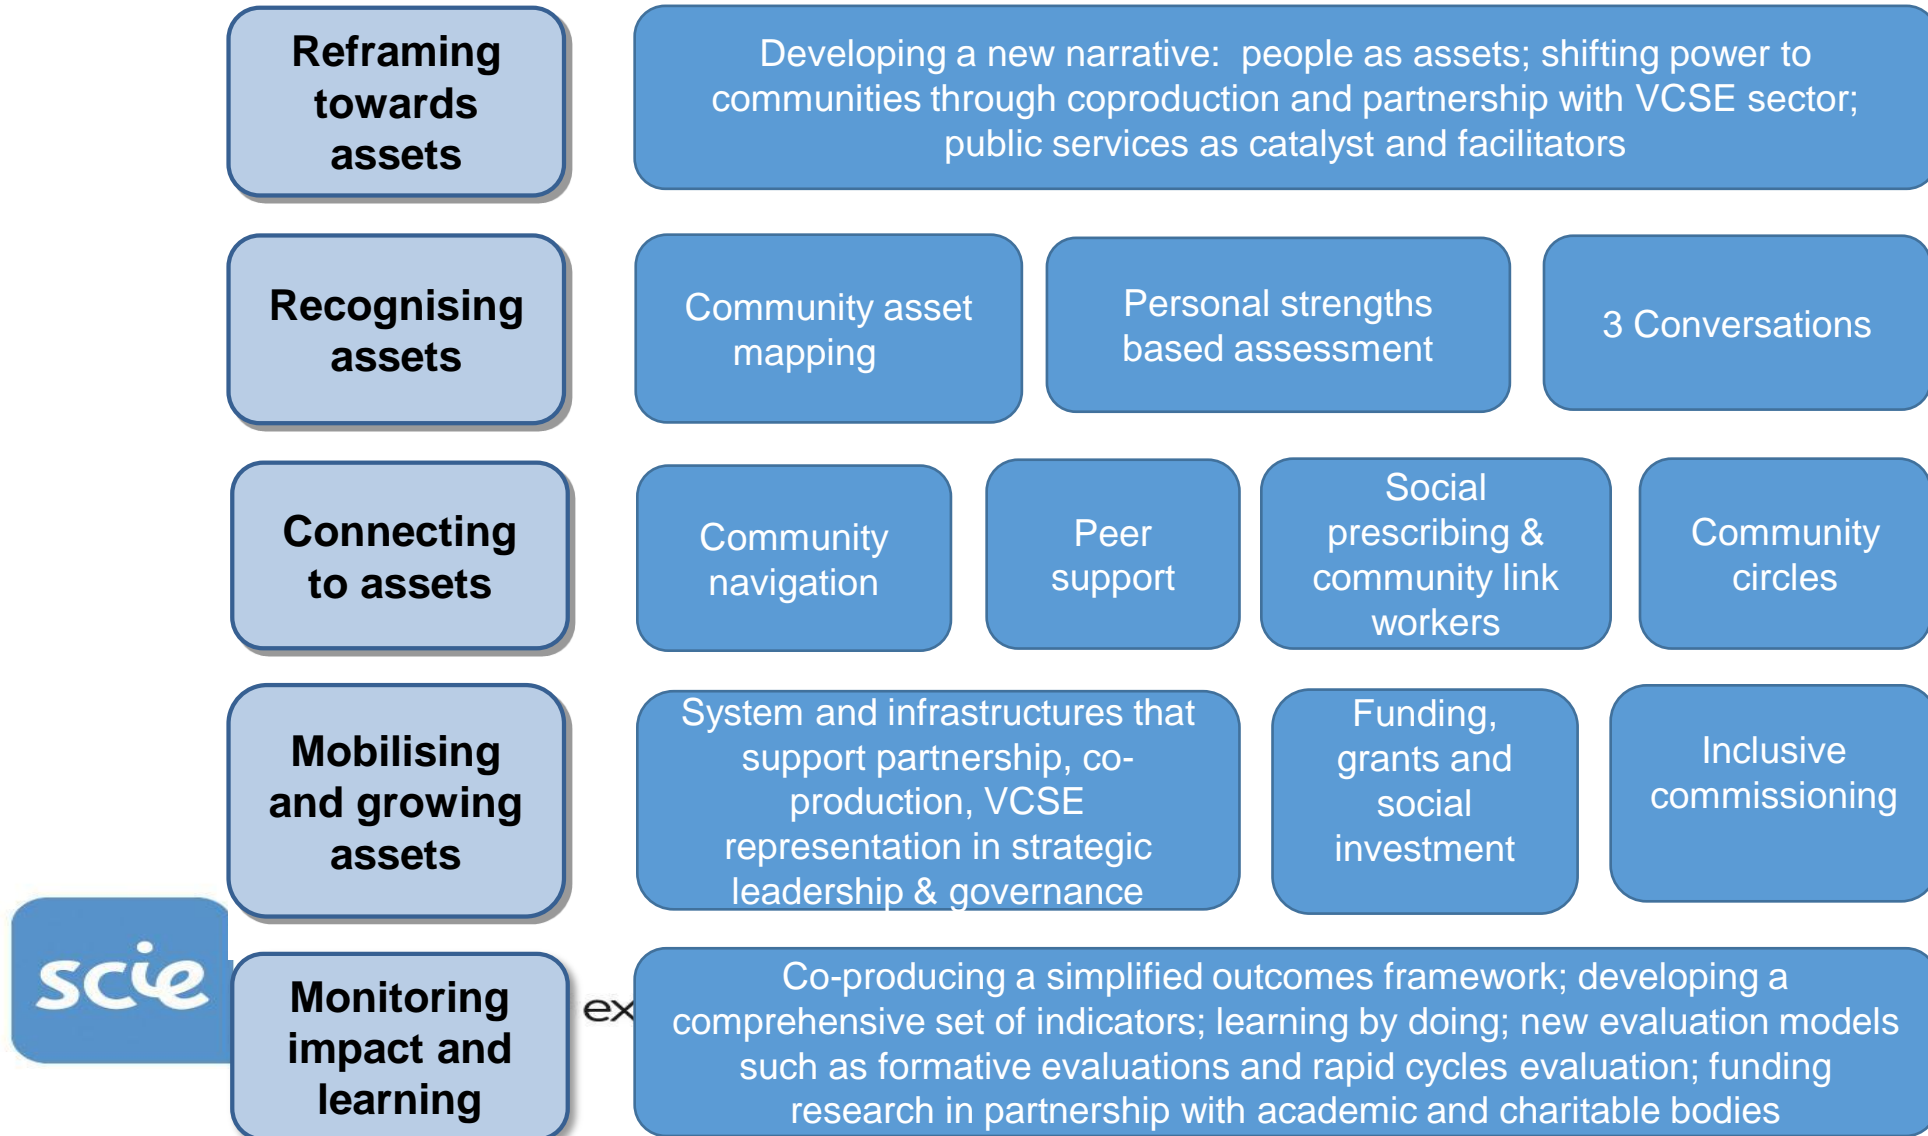 Reframing
towards
assets
Developing a new narrative:  people as assets; shifting power to
communities through coproduction and partnership with VCSE sector;
public services as catalyst and facilitators
Recognising
assets
Community asset
mapping
Personal strengths
based assessment
3 Conversations
Connecting
to assets
Community
navigation
Peer
support
Social
prescribing &
community link
workers
Community
circles
Mobilising
and growing
assets
System and infrastructures that
support partnership, co-
production, VCSE
representation in strategic
leadership & governance
Funding,
grants and
social
investment
Inclusive
commissioning
scie
Monitoring
impact and
learning
ex
Co-producing a simplified outcomes framework; developing a
comprehensive set of indicators; learning by doing; new evaluation models
such as formative evaluations and rapid cycles evaluation; funding
research in partnership with academic and charitable bodies